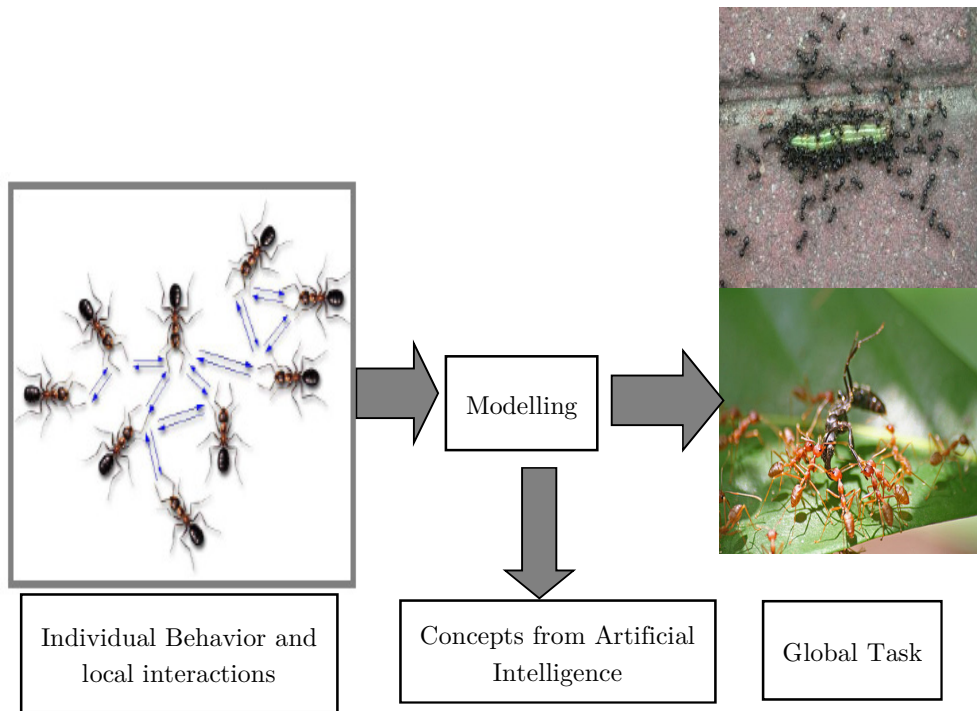 Modelling
Individual Behavior and
local interactions
Concepts from Artificial
Intelligence
Global Task